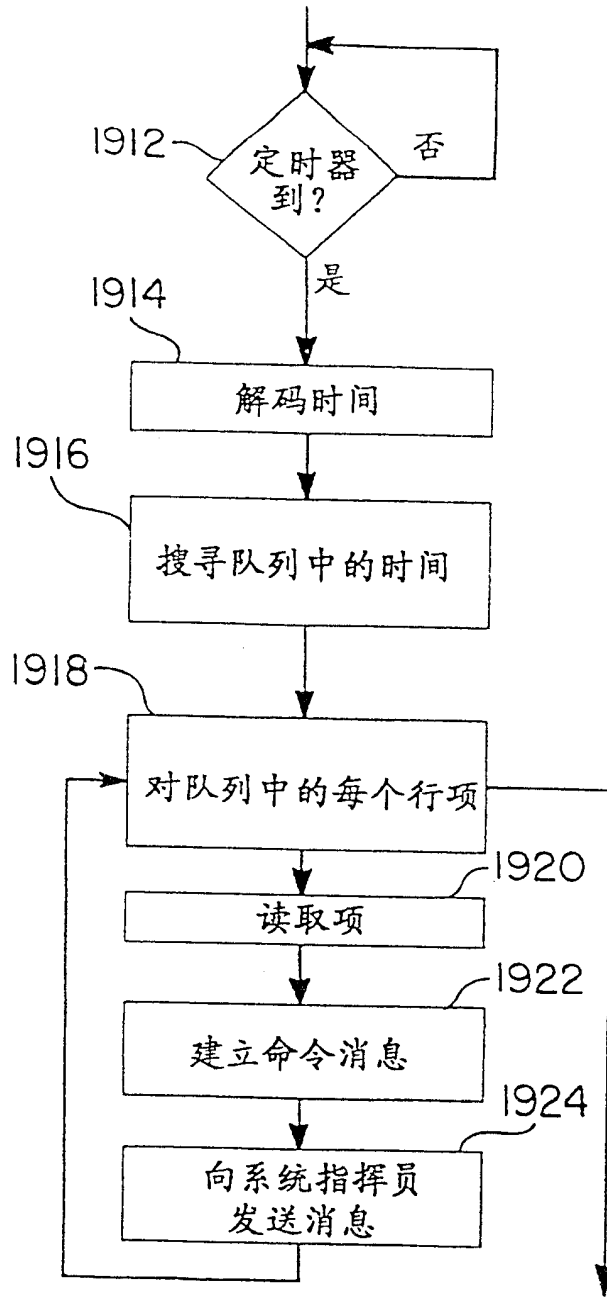 1912
定时器
到?
否
是
1914
解码时间
1916
搜寻队列中的时间
1918
对队列中的每个行项
1920
读取项
1922
建立命令消息
1924
向系统指挥员
发送消息